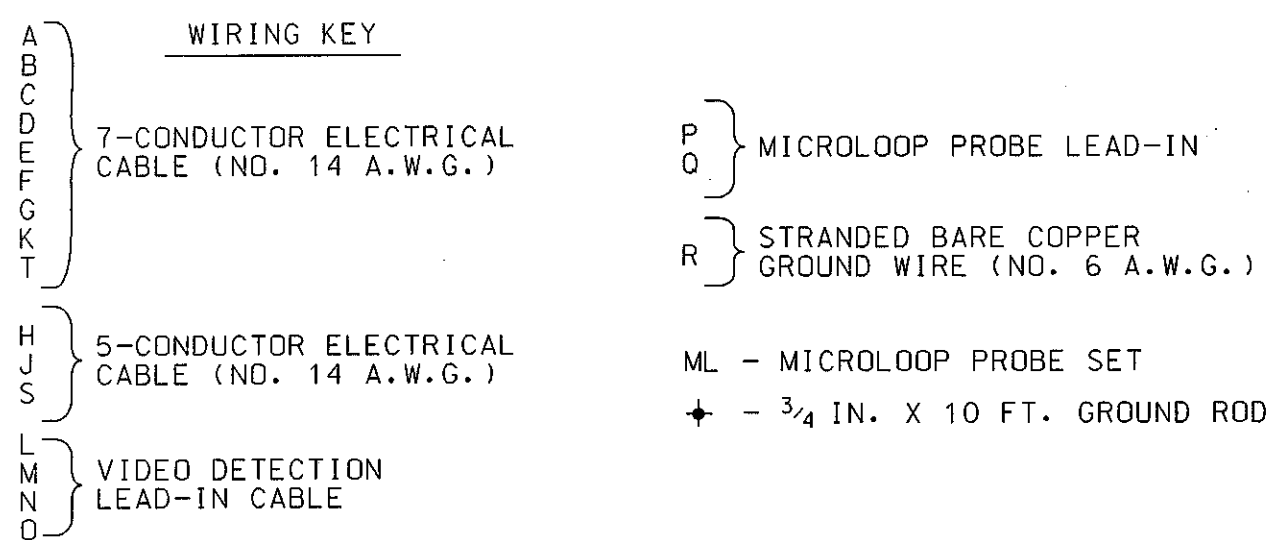 WIRING KEY
A
B
C
D
E
F
G
K
T
7-CONDUCTOR ELECTRICAL
CABLE (NO. 14 A.W.G.)
H
J
S
5-CONDUCTOR ELECTRICAL
CABLE (NO. 14 A.W.G.)
L
M
N
O
VIDEO DETECTION
LEAD-IN CABLE
P
Q
MICROLOOP PROBE LEAD-IN
R
STRANDED BARE COPPER
GROUND WIRE (NO. 6 A.W.G.)
ML - MICROLOOP PROBE SET
- 3/4 IN. X 10 FT. GROUND ROD